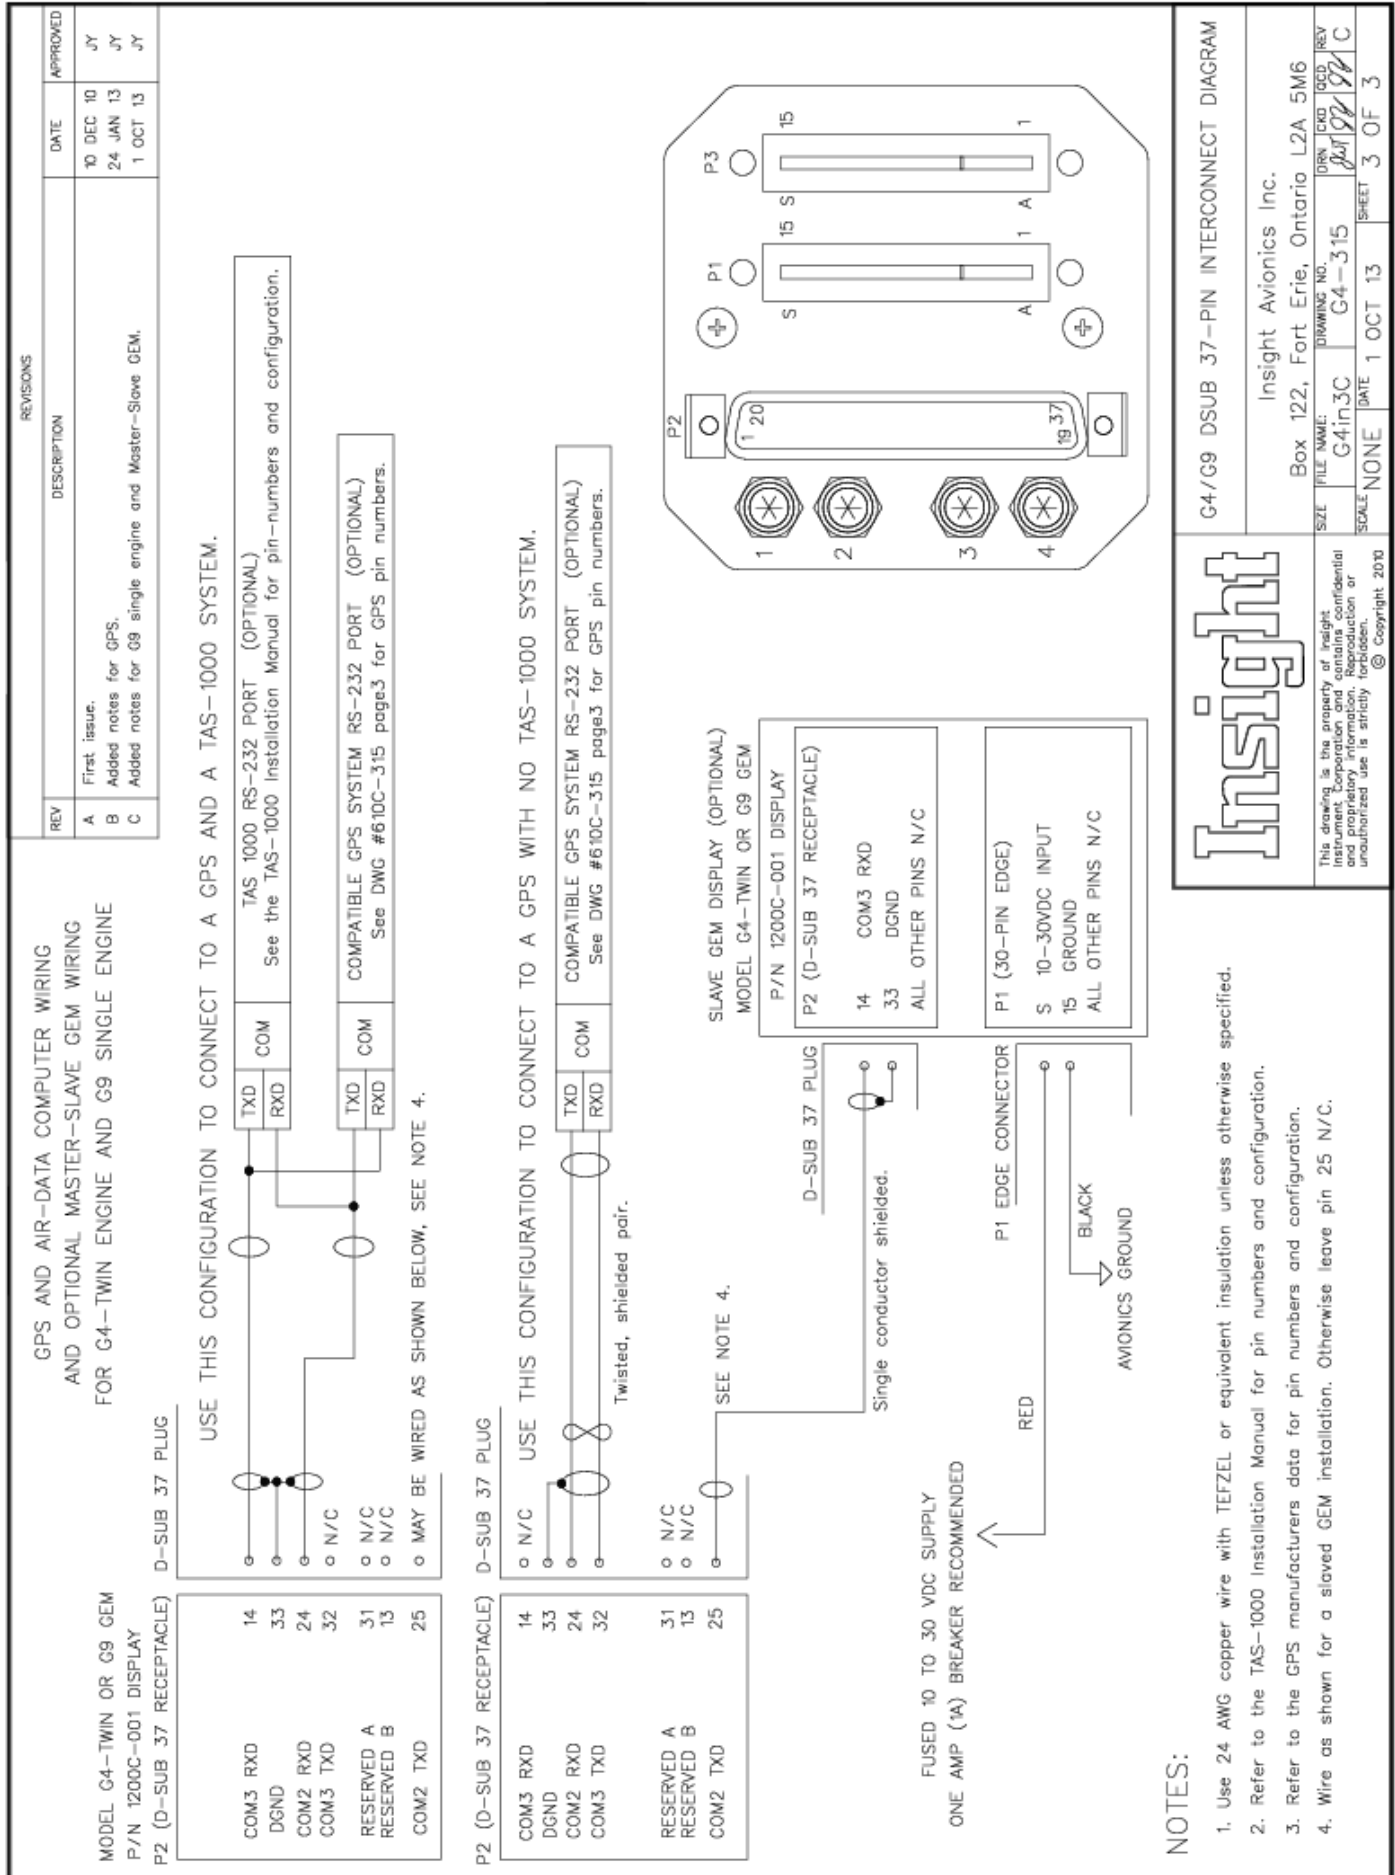 GPS AND AIR-DATA COMPUTER WIRING
AND OPTIONAL MASTER-SLAVE GEM WIRING
FOR G4-TWIN ENGINE AND G9 SINGLE ENGINE
REVISIONS
REV DESCRIPTION DATE APPROVED
A First issue. 10 DEC 10 JY
B Added notes for GPS. 24 JAN 13 JY
C Added notes for G9 single engine and Master-Slave GEM. 1 OCT 13 JY
MODEL G4-TWIN OR G9 GEM
P/N 1200C-001 DISPLAY
P2 (D-SUB 37 RECEPTACLE) D-SUB 37 PLUG
USE THIS CONFIGURATION TO CONNECT TO A GPS AND A TAS-1000 SYSTEM.
COM3 RXD 14
DGND 33
COM2 RXD 24
COM3 TXD 32 N/C
RESERVED A 31 N/C
RESERVED B 13 N/C
COM2 TXD 25 MAY BE WIRED AS SHOWN BELOW, SEE NOTE 4.
TXD
RXD
COM
TAS 1000 RS-232 PORT (OPTIONAL)
See the TAS-1000 Installation Manual for pin-numbers and configuration.
TXD
RXD
COM
COMPATIBLE GPS SYSTEM RS-232 PORT (OPTIONAL)
See DWG #610C-315 page3 for GPS pin numbers.
P2 (D-SUB 37 RECEPTACLE) D-SUB 37 PLUG
USE THIS CONFIGURATION TO CONNECT TO A GPS WITH NO TAS-1000 SYSTEM.
COM3 RXD 14 N/C
DGND 33
COM2 RXD 24
COM3 TXD 32
RESERVED A 31 N/C
RESERVED B 13 N/C
COM2 TXD 25
Twisted, shielded pair.
SEE NOTE 4.
TXD
RXD
COM
COMPATIBLE GPS SYSTEM RS-232 PORT (OPTIONAL)
See DWG #610C-315 page3 for GPS pin numbers.
SLAVE GEM DISPLAY (OPTIONAL)
MODEL G4-TWIN OR G9 GEM
P/N 1200C-001 DISPLAY
D-SUB 37 PLUG
P2 (D-SUB 37 RECEPTACLE)
14 COM3 RXD
33 DGND
ALL OTHER PINS N/C
Single conductor shielded.
P1 EDGE CONNECTOR
P1 (30-PIN EDGE)
S 10-30VDC INPUT
15 GROUND
ALL OTHER PINS N/C
FUSED 10 TO 30 VDC SUPPLY
ONE AMP (1A) BREAKER RECOMMENDED
RED
BLACK
AVIONICS GROUND
P2
P1
P3
1 20
19 37
S 15
A 1
S 15
A 1
1
2
3
4
NOTES:
1. Use 24 AWG copper wire with TEFZEL or equivalent insulation unless otherwise specified.
2. Refer to the TAS-1000 Installation Manual for pin numbers and configuration.
3. Refer to the GPS manufacturers data for pin numbers and configuration.
4. Wire as shown for a slaved GEM installation. Otherwise leave pin 25 N/C.
Insight
This drawing is the property of Insight
Instrument Corporation and contains confidential
and proprietary information. Reproduction or
unauthorized use is strictly forbidden.
© Copyright 2010
G4/G9 DSUB 37-PIN INTERCONNECT DIAGRAM
Insight Avionics Inc.
Box 122, Fort Erie, Ontario L2A 5M6
SIZE FILE NAME: G4in3C DRAWING NO. G4-315 DRN CKD QCD REV C
SCALE NONE DATE 1 OCT 13 SHEET 3 OF 3